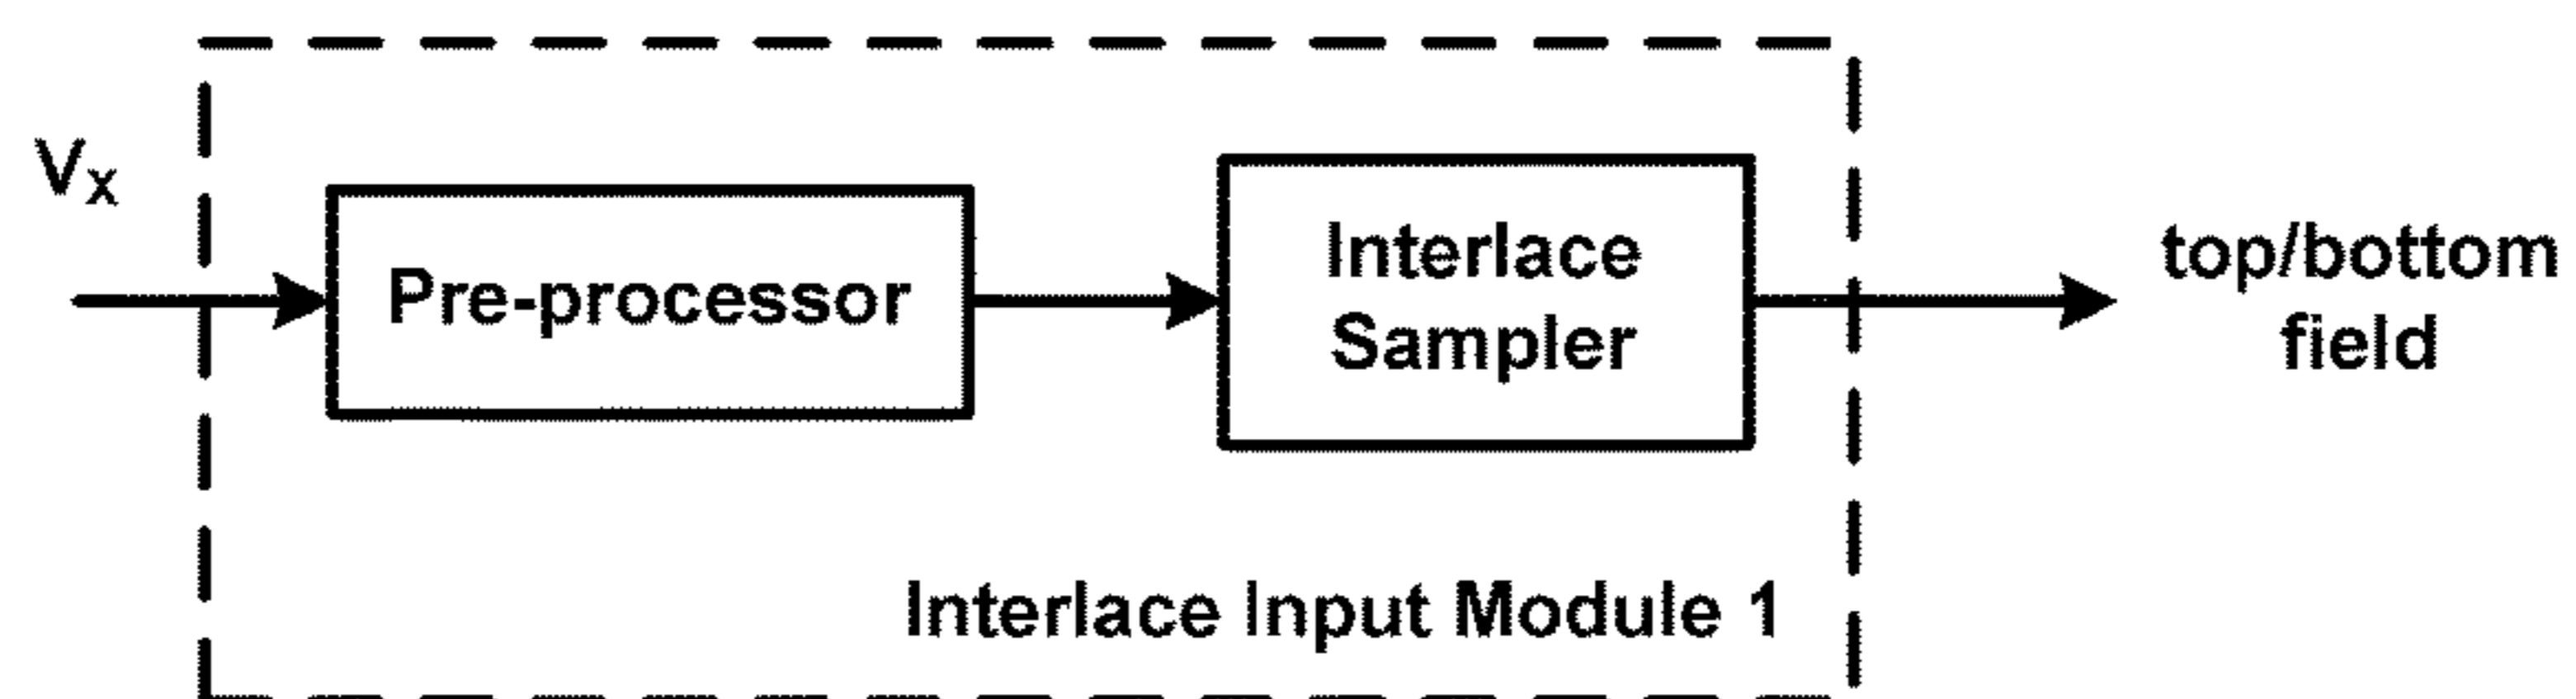 Vx
Pre-processor
Interlace
Sampler
top/bottom
field
Interlace Input Module 1